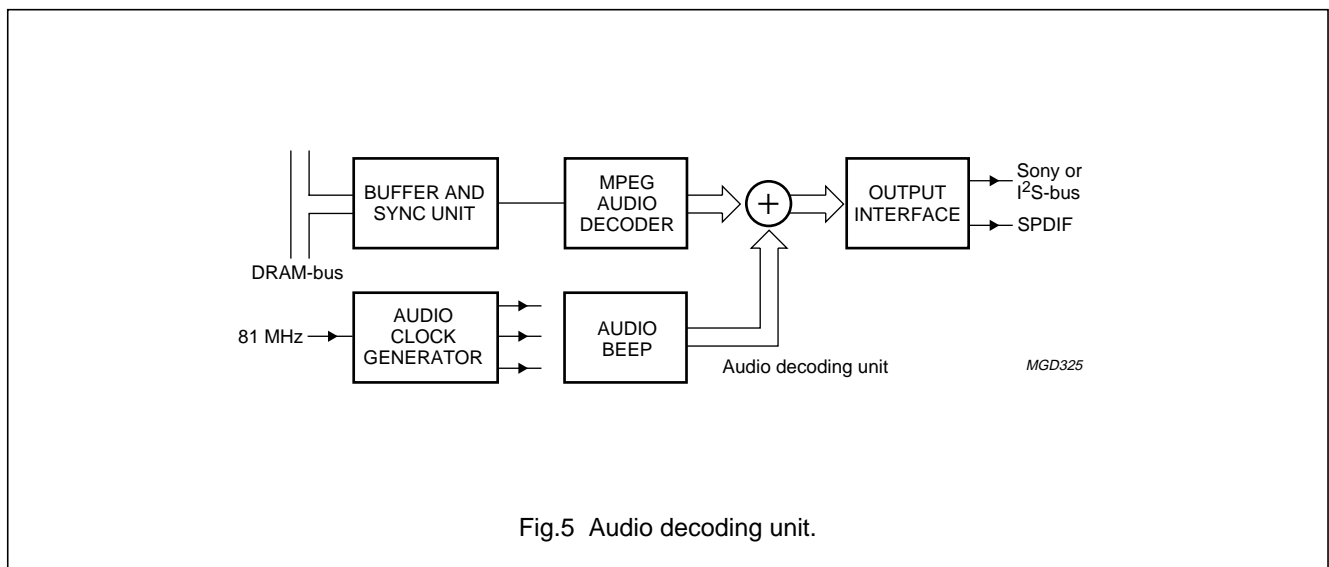 BUFFER AND
SYNC UNIT
MPEG
AUDIO
DECODER
+
OUTPUT
INTERFACE
Sony or
I²S-bus
SPDIF
DRAM-bus
81 MHz
AUDIO
CLOCK
GENERATOR
AUDIO
BEEP
Audio decoding unit
MGD325
Fig.5 Audio decoding unit.